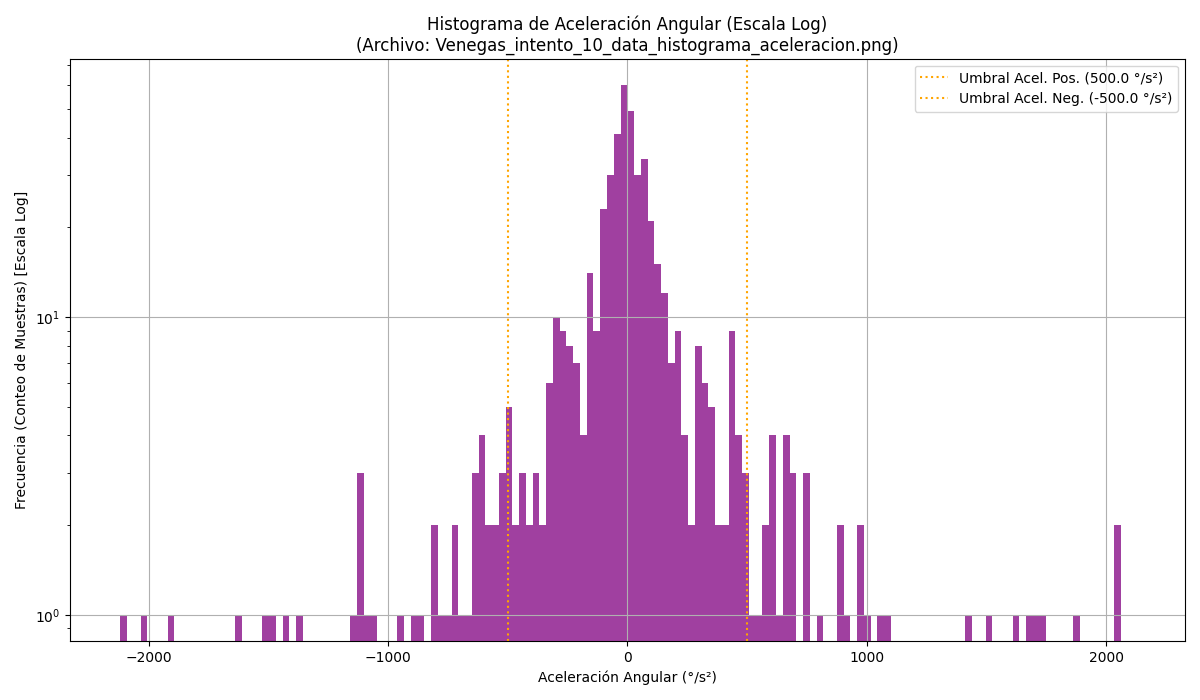 Histograma de Aceleración Angular (Escala Log)
(Archivo: Venegas_intento_10_data_histograma_aceleracion.png)
Umbral Acel. Pos. (500.0 °/s²)
Umbral Acel. Neg. (-500.0 °/s²)
Frecuencia (Conteo de Muestras) [Escala Log]
10¹
10⁰
−2000 −1000 0 1000 2000
Aceleración Angular (°/s²)